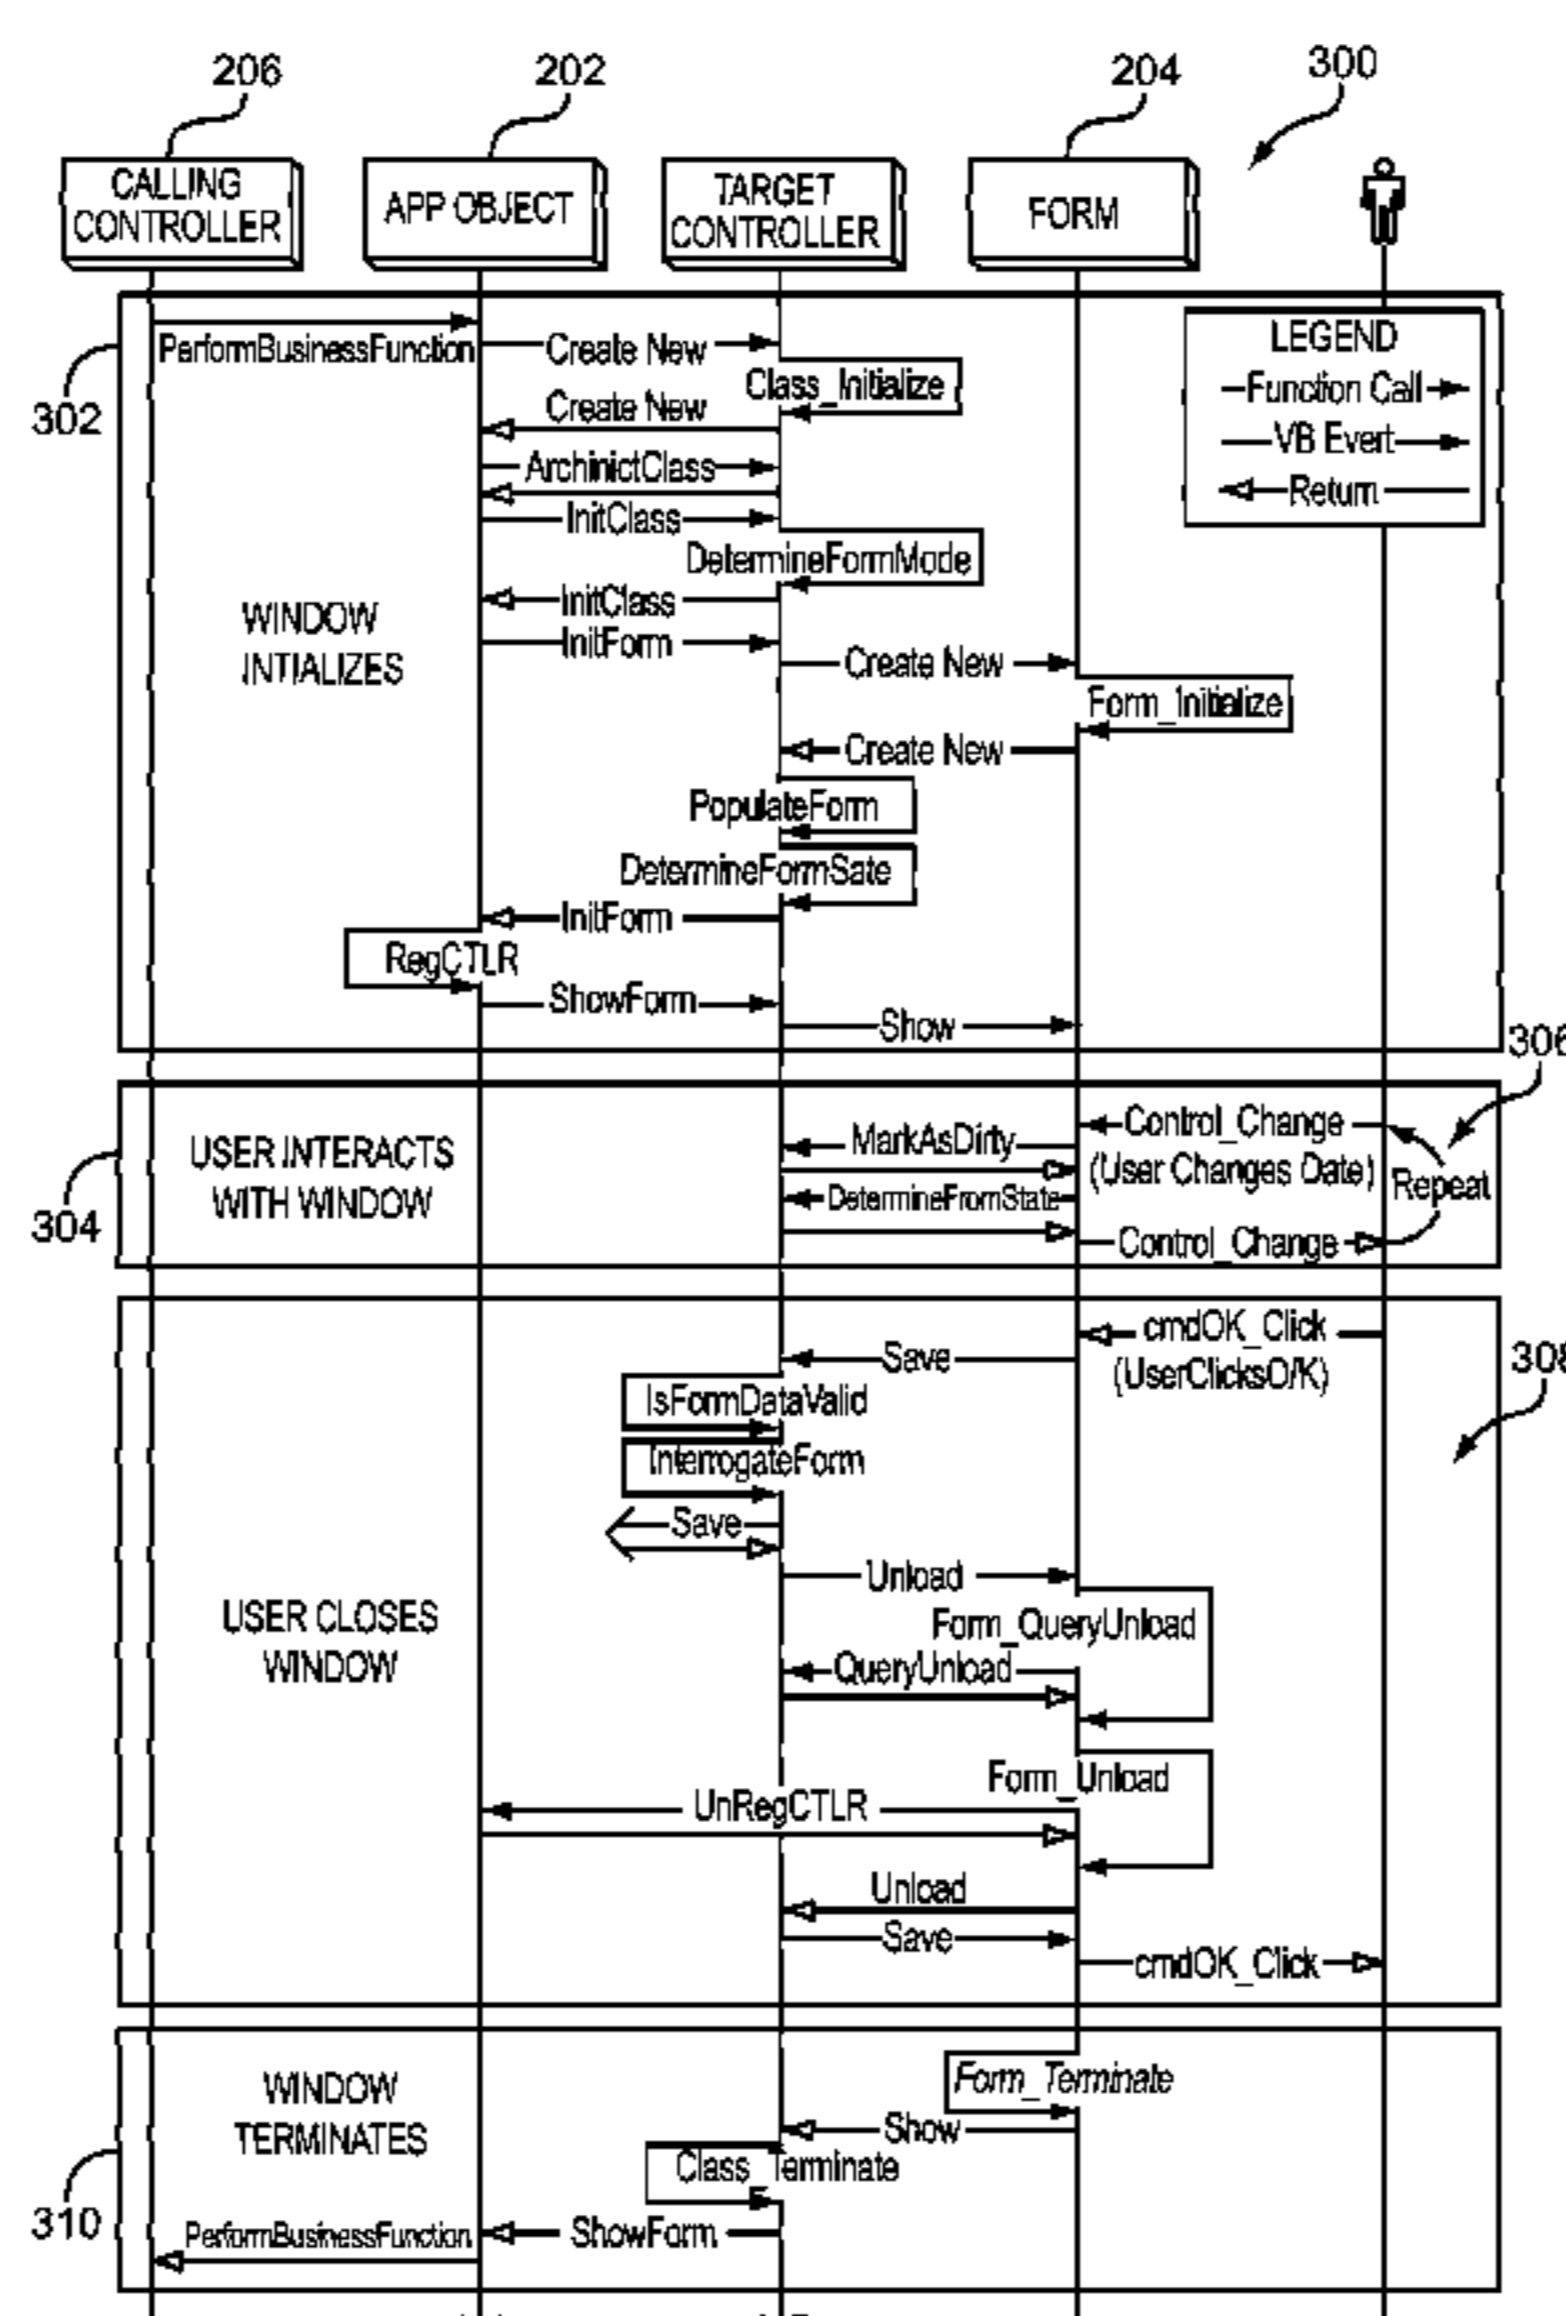 206
202
204
300
CALLING
CONTROLLER
APP OBJECT
TARGET
CONTROLLER
FORM
302
PerformBusinessFunction
Create New
Class_Initialize
Create New
ArchinictClass
InitClass
DetermineFormMode
InitClass
InitForm
WINDOW
INTIALIZES
LEGEND
Function Call
VB Evert
Return
Create New
Form_Initialize
Create New
PopulateForm
DetermineFormSate
InitForm
RegCTLR
ShowForm
Show
306
304
USER INTERACTS
WITH WINDOW
MarkAsDirty
DetermineFromState
Control_Change
(User Changes Date)
Repeat
Control_Change
308
cmdOK_Click
(UserClicksO/K)
Save
IsFormDataValid
InterrogateForm
Save
Unload
Form_QueryUnload
QueryUnload
USER CLOSES
WINDOW
Form_Unload
UnRegCTLR
Unload
Save
cmdOK_Click
310
WINDOW
TERMINATES
Form_Terminate
Show
Class_Terminate
ShowForm
PerformBusinessFunction